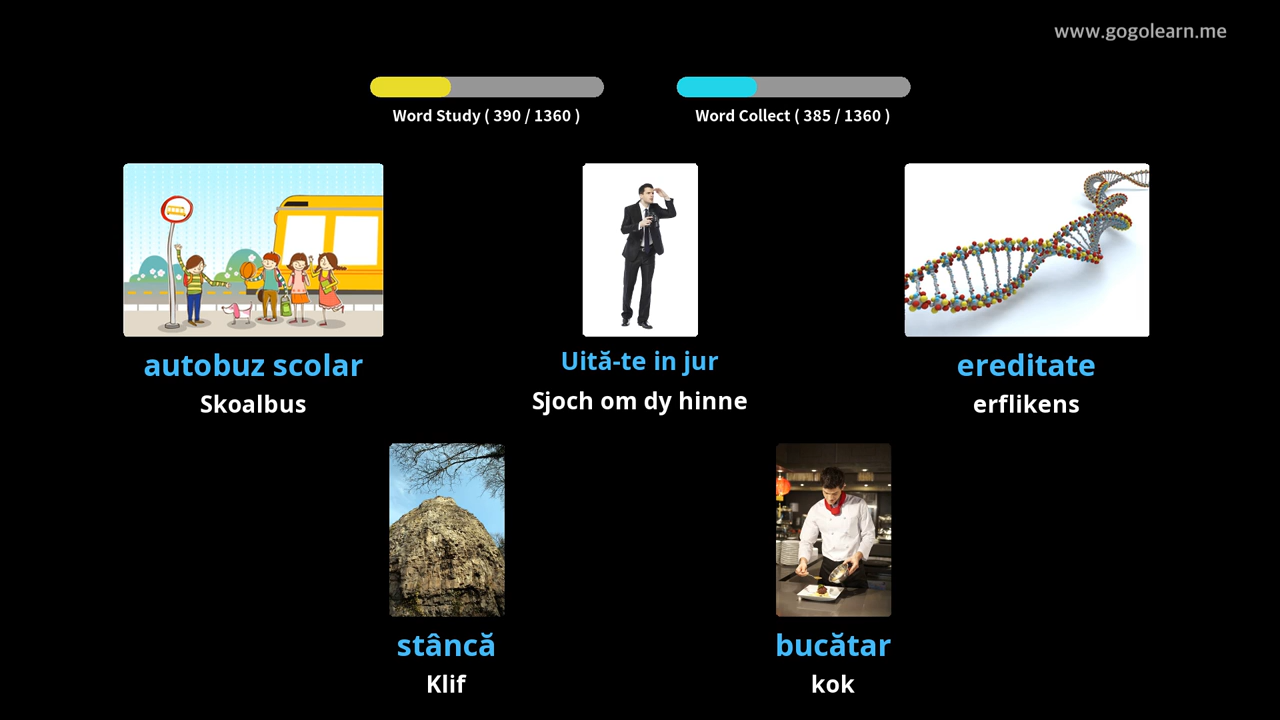 www.gogolearn.me
Word Study ( 390 / 1360 )
Word Collect ( 385 / 1360 )
autobuz scolar
Skoalbus
Uită-te in jur
Sjoch om dy hinne
ereditate
erflikens
stâncă
Klif
bucătar
kok